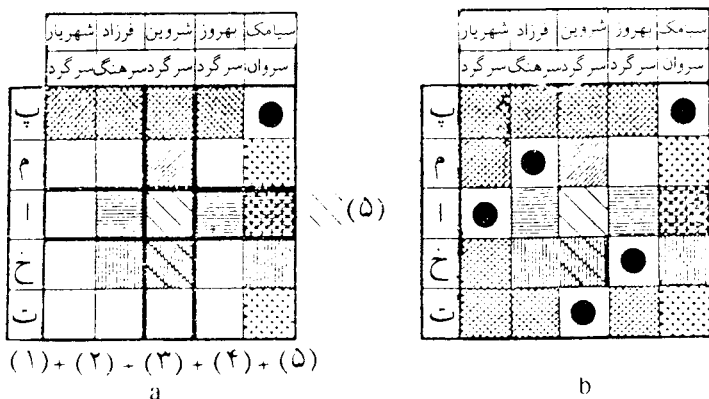 سیامک بهروز شروین فرزاد شهریار
سروان سرگرد سرگرد سرهنگ سرگرد
پ
م
ا
خ
ت
(۵)
(۱) + (۲) - (۳) + (۴) + (۵)
a
سیامک بهروز شروین فرزاد شهریار
سروان سرگرد سرگرد سرهنگ سرگرد
پ
م
ا
خ
ت
b